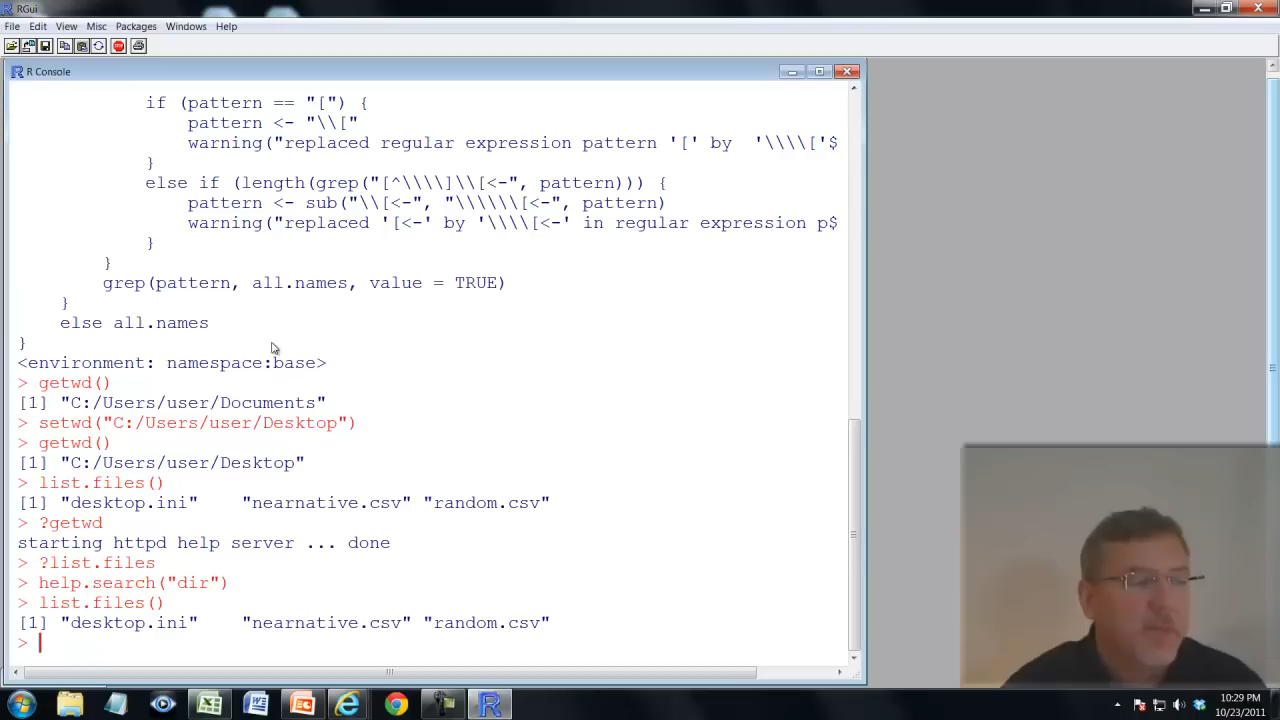 RGui
File Edit View Misc Packages Windows Help
R Console
if (pattern == "[") {
pattern <- "\\["
warning("replaced regular expression pattern '[' by  '\\\\['$
}
else if (length(grep("[^\\\\]\\[<-", pattern))) {
pattern <- sub("\\[<-", "\\\\\\[<-", pattern)
warning("replaced '[<-' by '\\\\[<-' in regular expression p$
}
}
grep(pattern, all.names, value = TRUE)
}
else all.names
}
<environment: namespace:base>
> getwd()
[1] "C:/Users/user/Documents"
> setwd("C:/Users/user/Desktop")
> getwd()
[1] "C:/Users/user/Desktop"
> list.files()
[1] "desktop.ini"    "nearnative.csv" "random.csv"
> ?getwd
starting httpd help server ... done
> ?list.files
> help.search("dir")
> list.files()
[1] "desktop.ini"    "nearnative.csv" "random.csv"
>
10:29 PM
10/23/2011